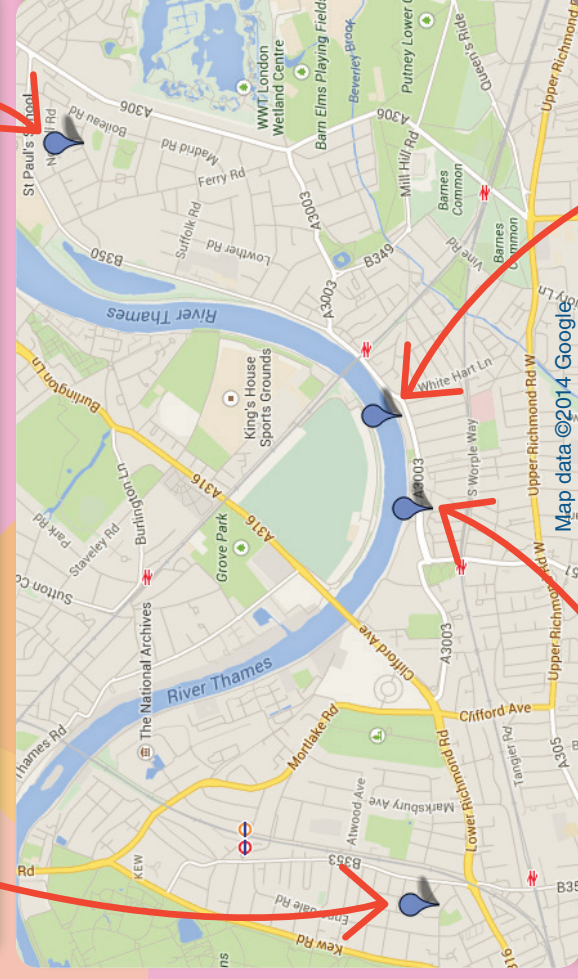 St Paul's School
A306
Boileau Rd
Madrid Rd
Ferry Rd
Suffolk Rd
Lowther Rd
B350
WWT London
Wetland Centre
Barn Elms Playing Fields
Beverley Brook
Putney Lower
Queen's Ride
Upper Richmond
A306
Mill Hill Rd
Barnes
Common
Barnes
Common
Vine Rd
A3003
B349
A3003
River Thames
Burlington Ln
King's House
Sports Grounds
White Hart Ln
Upper Richmond Rd W
Map data ©2014 Google
S Worple Way
A3003
A316
A316
Grove Park
Burlington Ln
Park Rd
Staveley Rd
Sutton
The National Archives
River Thames
Clifford Ave
A3003
Upper Richmond Rd W
Clifford Ave
Mortlake Rd
Thames Rd
Lower Richmond Rd
Tangier Rd
A305
Marksbury Ave
Atwood Ave
B353
KEW
Rd
Kew Rd